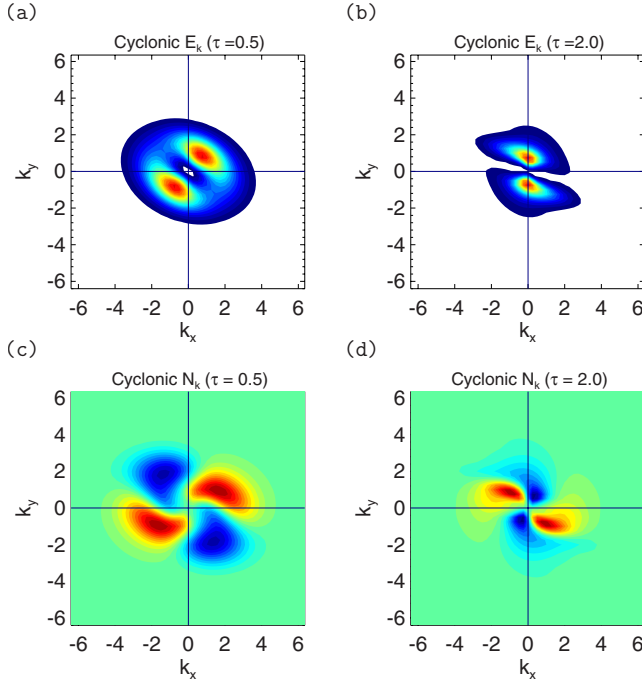 (a)
Cyclonic E_k (τ =0.5)
6
4
2
0
-2
-4
-6
k_y
-6 -4 -2 0 2 4 6
k_x
(b)
Cyclonic E_k (τ =2.0)
6
4
2
0
-2
-4
-6
k_y
-6 -4 -2 0 2 4 6
k_x
(c)
Cyclonic N_k (τ = 0.5)
6
4
2
0
-2
-4
-6
k_y
-6 -4 -2 0 2 4 6
k_x
(d)
Cyclonic N_k (τ = 2.0)
6
4
2
0
-2
-4
-6
k_y
-6 -4 -2 0 2 4 6
k_x